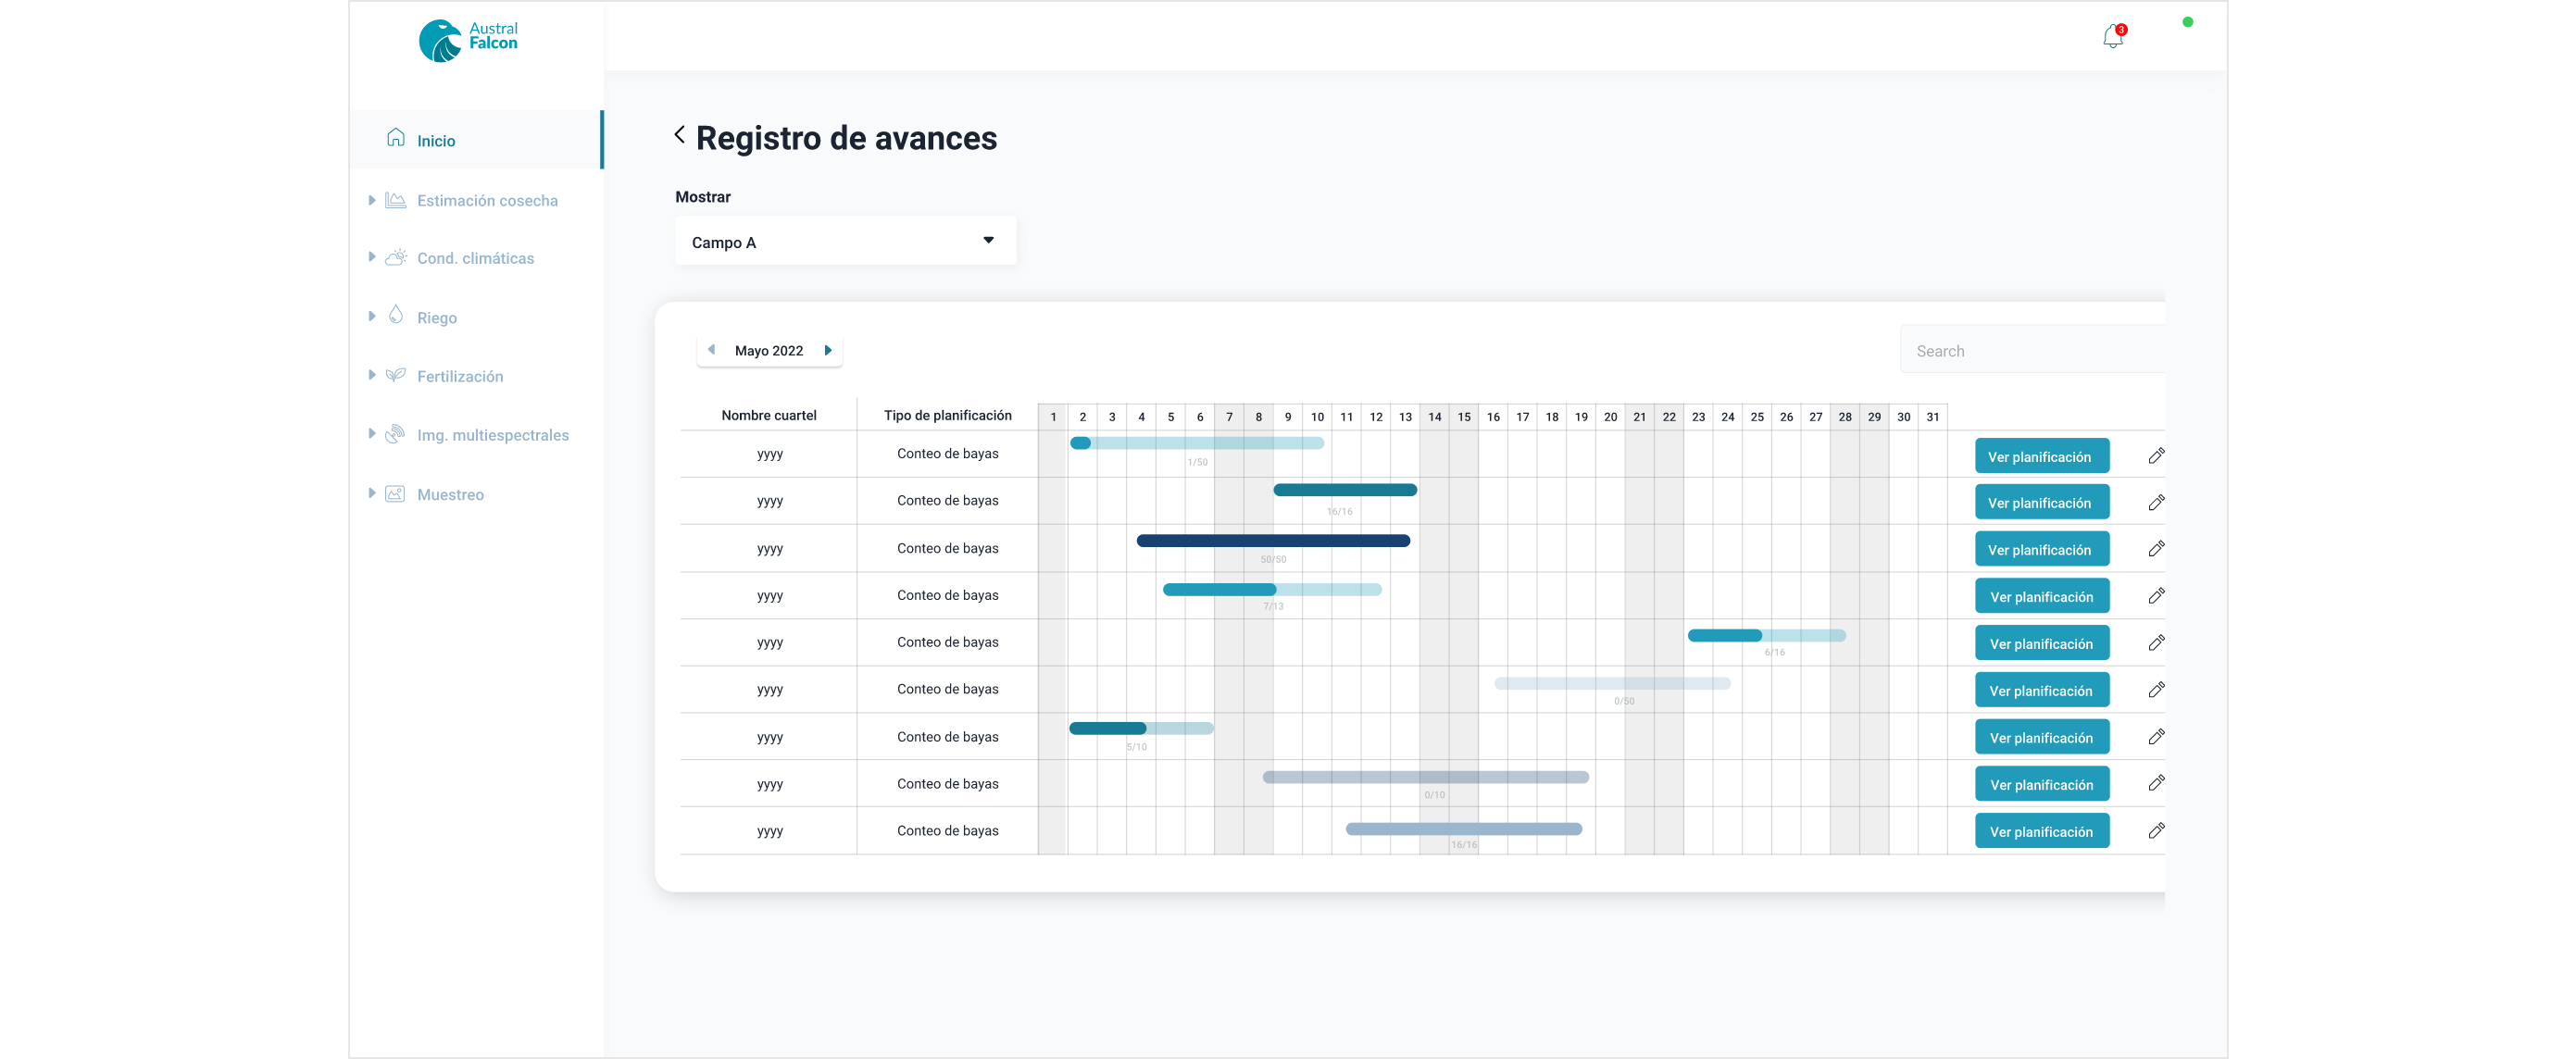 Austral
Falcon
3
Inicio
Estimación cosecha
Cond. climáticas
Riego
Fertilización
Img. multiespectrales
Muestreo
Registro de avances
Mostrar
Campo A
Mayo 2022
Search
Nombre cuartel Tipo de planificación 1 2 3 4 5 6 7 8 9 10 11 12 13 14 15 16 17 18 19 20 21 22 23 24 25 26 27 28 29 30 31
yyyy Conteo de bayas 1/50 Ver planificación
yyyy Conteo de bayas 16/16 Ver planificación
yyyy Conteo de bayas 50/50 Ver planificación
yyyy Conteo de bayas 7/13 Ver planificación
yyyy Conteo de bayas 6/16 Ver planificación
yyyy Conteo de bayas 0/50 Ver planificación
yyyy Conteo de bayas 5/10 Ver planificación
yyyy Conteo de bayas 0/10 Ver planificación
yyyy Conteo de bayas 16/16 Ver planificación